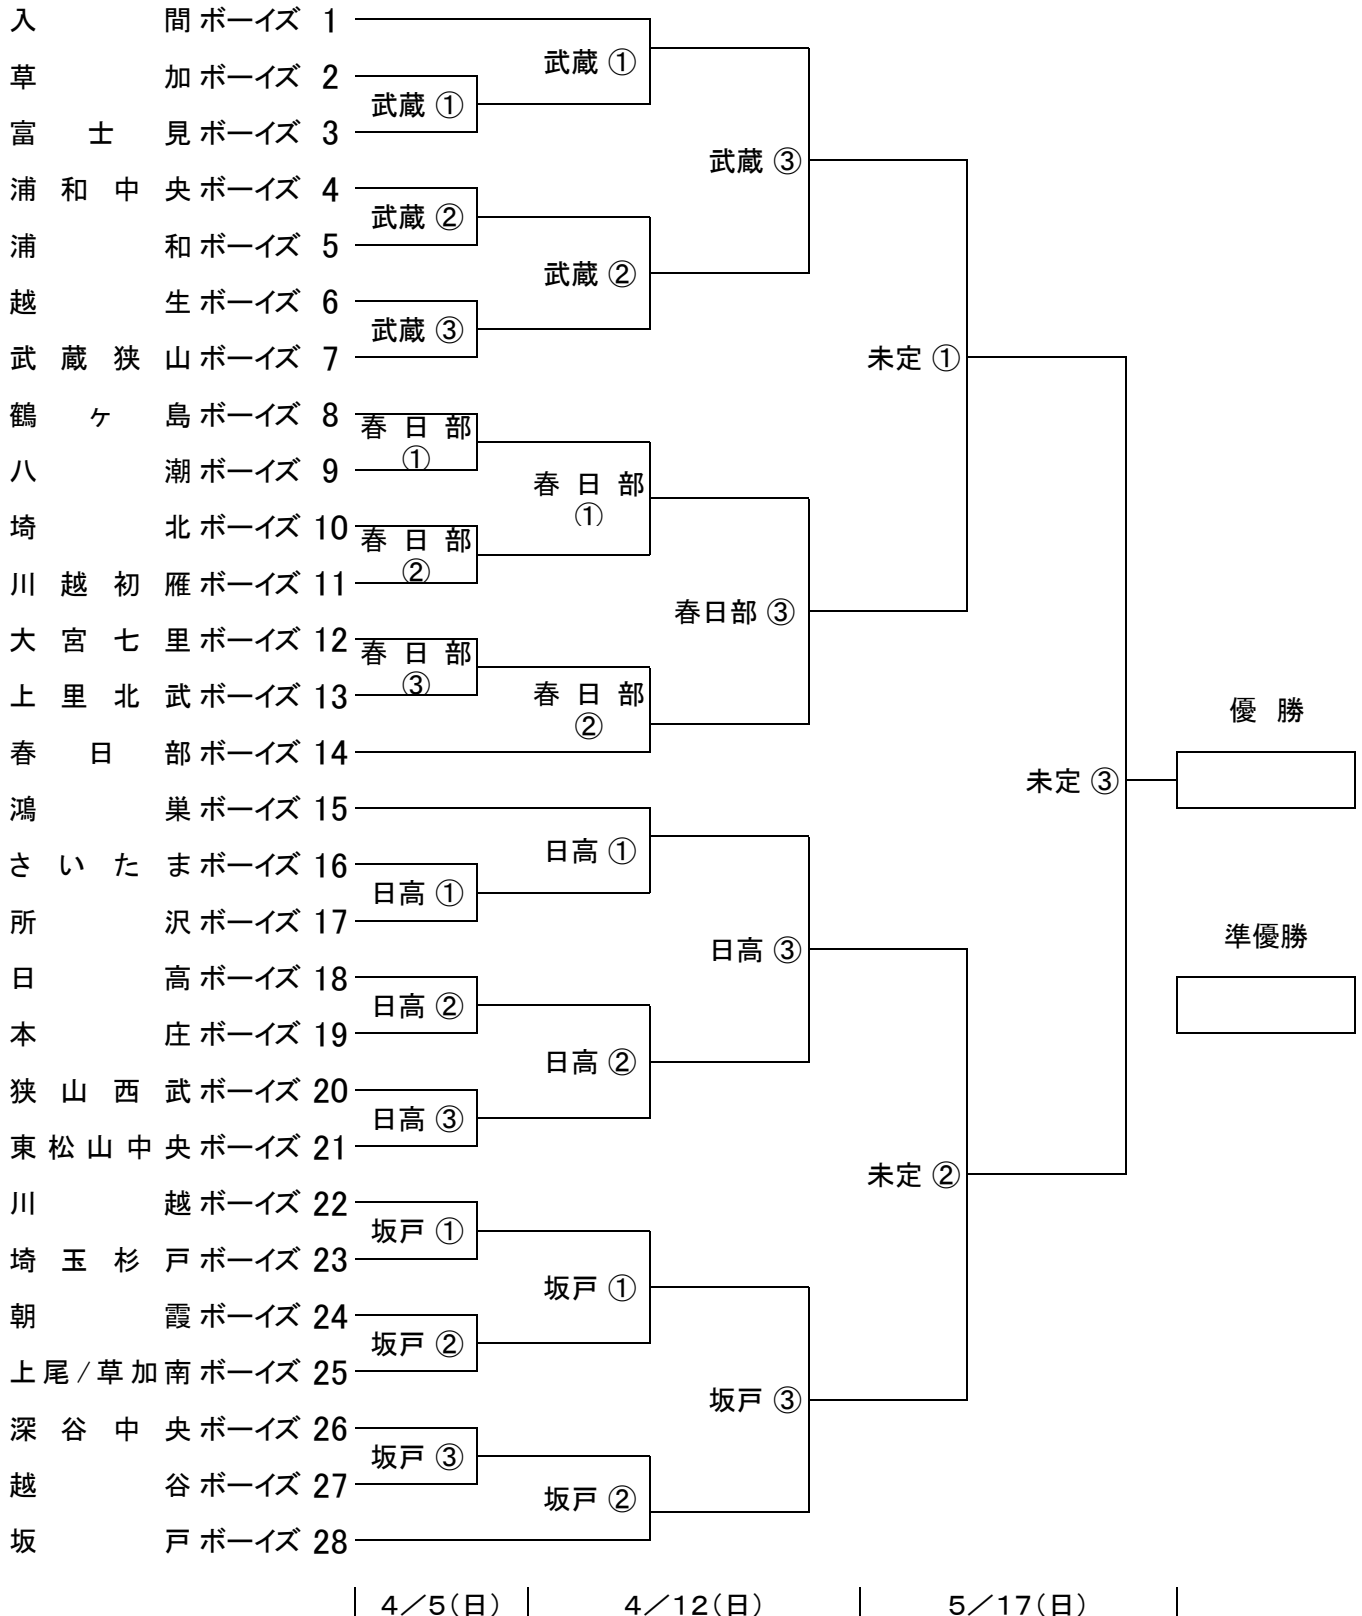 入間ボーイズ 1
武蔵 ①
草加ボーイズ 2
武蔵 ①
富士見ボーイズ 3
武蔵 ③
浦和中央ボーイズ 4
武蔵 ②
浦和ボーイズ 5
武蔵 ②
越生ボーイズ 6
武蔵 ③
武蔵狭山ボーイズ 7
未定 ①
鶴ヶ島ボーイズ 8
春日部
①
八潮ボーイズ 9
春日部
①
埼北ボーイズ 10
春日部
②
川越初雁ボーイズ 11
春日部 ③
大宮七里ボーイズ 12
春日部
③
上里北武ボーイズ 13
春日部
②
優勝
春日部ボーイズ 14
未定 ③
鴻巣ボーイズ 15
日高 ①
さいたまボーイズ 16
日高 ①
所沢ボーイズ 17
準優勝
日高 ③
日高ボーイズ 18
日高 ②
本庄ボーイズ 19
日高 ②
狭山西武ボーイズ 20
日高 ③
東松山中央ボーイズ 21
未定 ②
川越ボーイズ 22
坂戸 ①
埼玉杉戸ボーイズ 23
坂戸 ①
朝霞ボーイズ 24
坂戸 ②
上尾/草加南ボーイズ 25
坂戸 ③
深谷中央ボーイズ 26
坂戸 ③
越谷ボーイズ 27
坂戸 ②
坂戸ボーイズ 28
4／5(日) 4／12(日) 5／17(日)